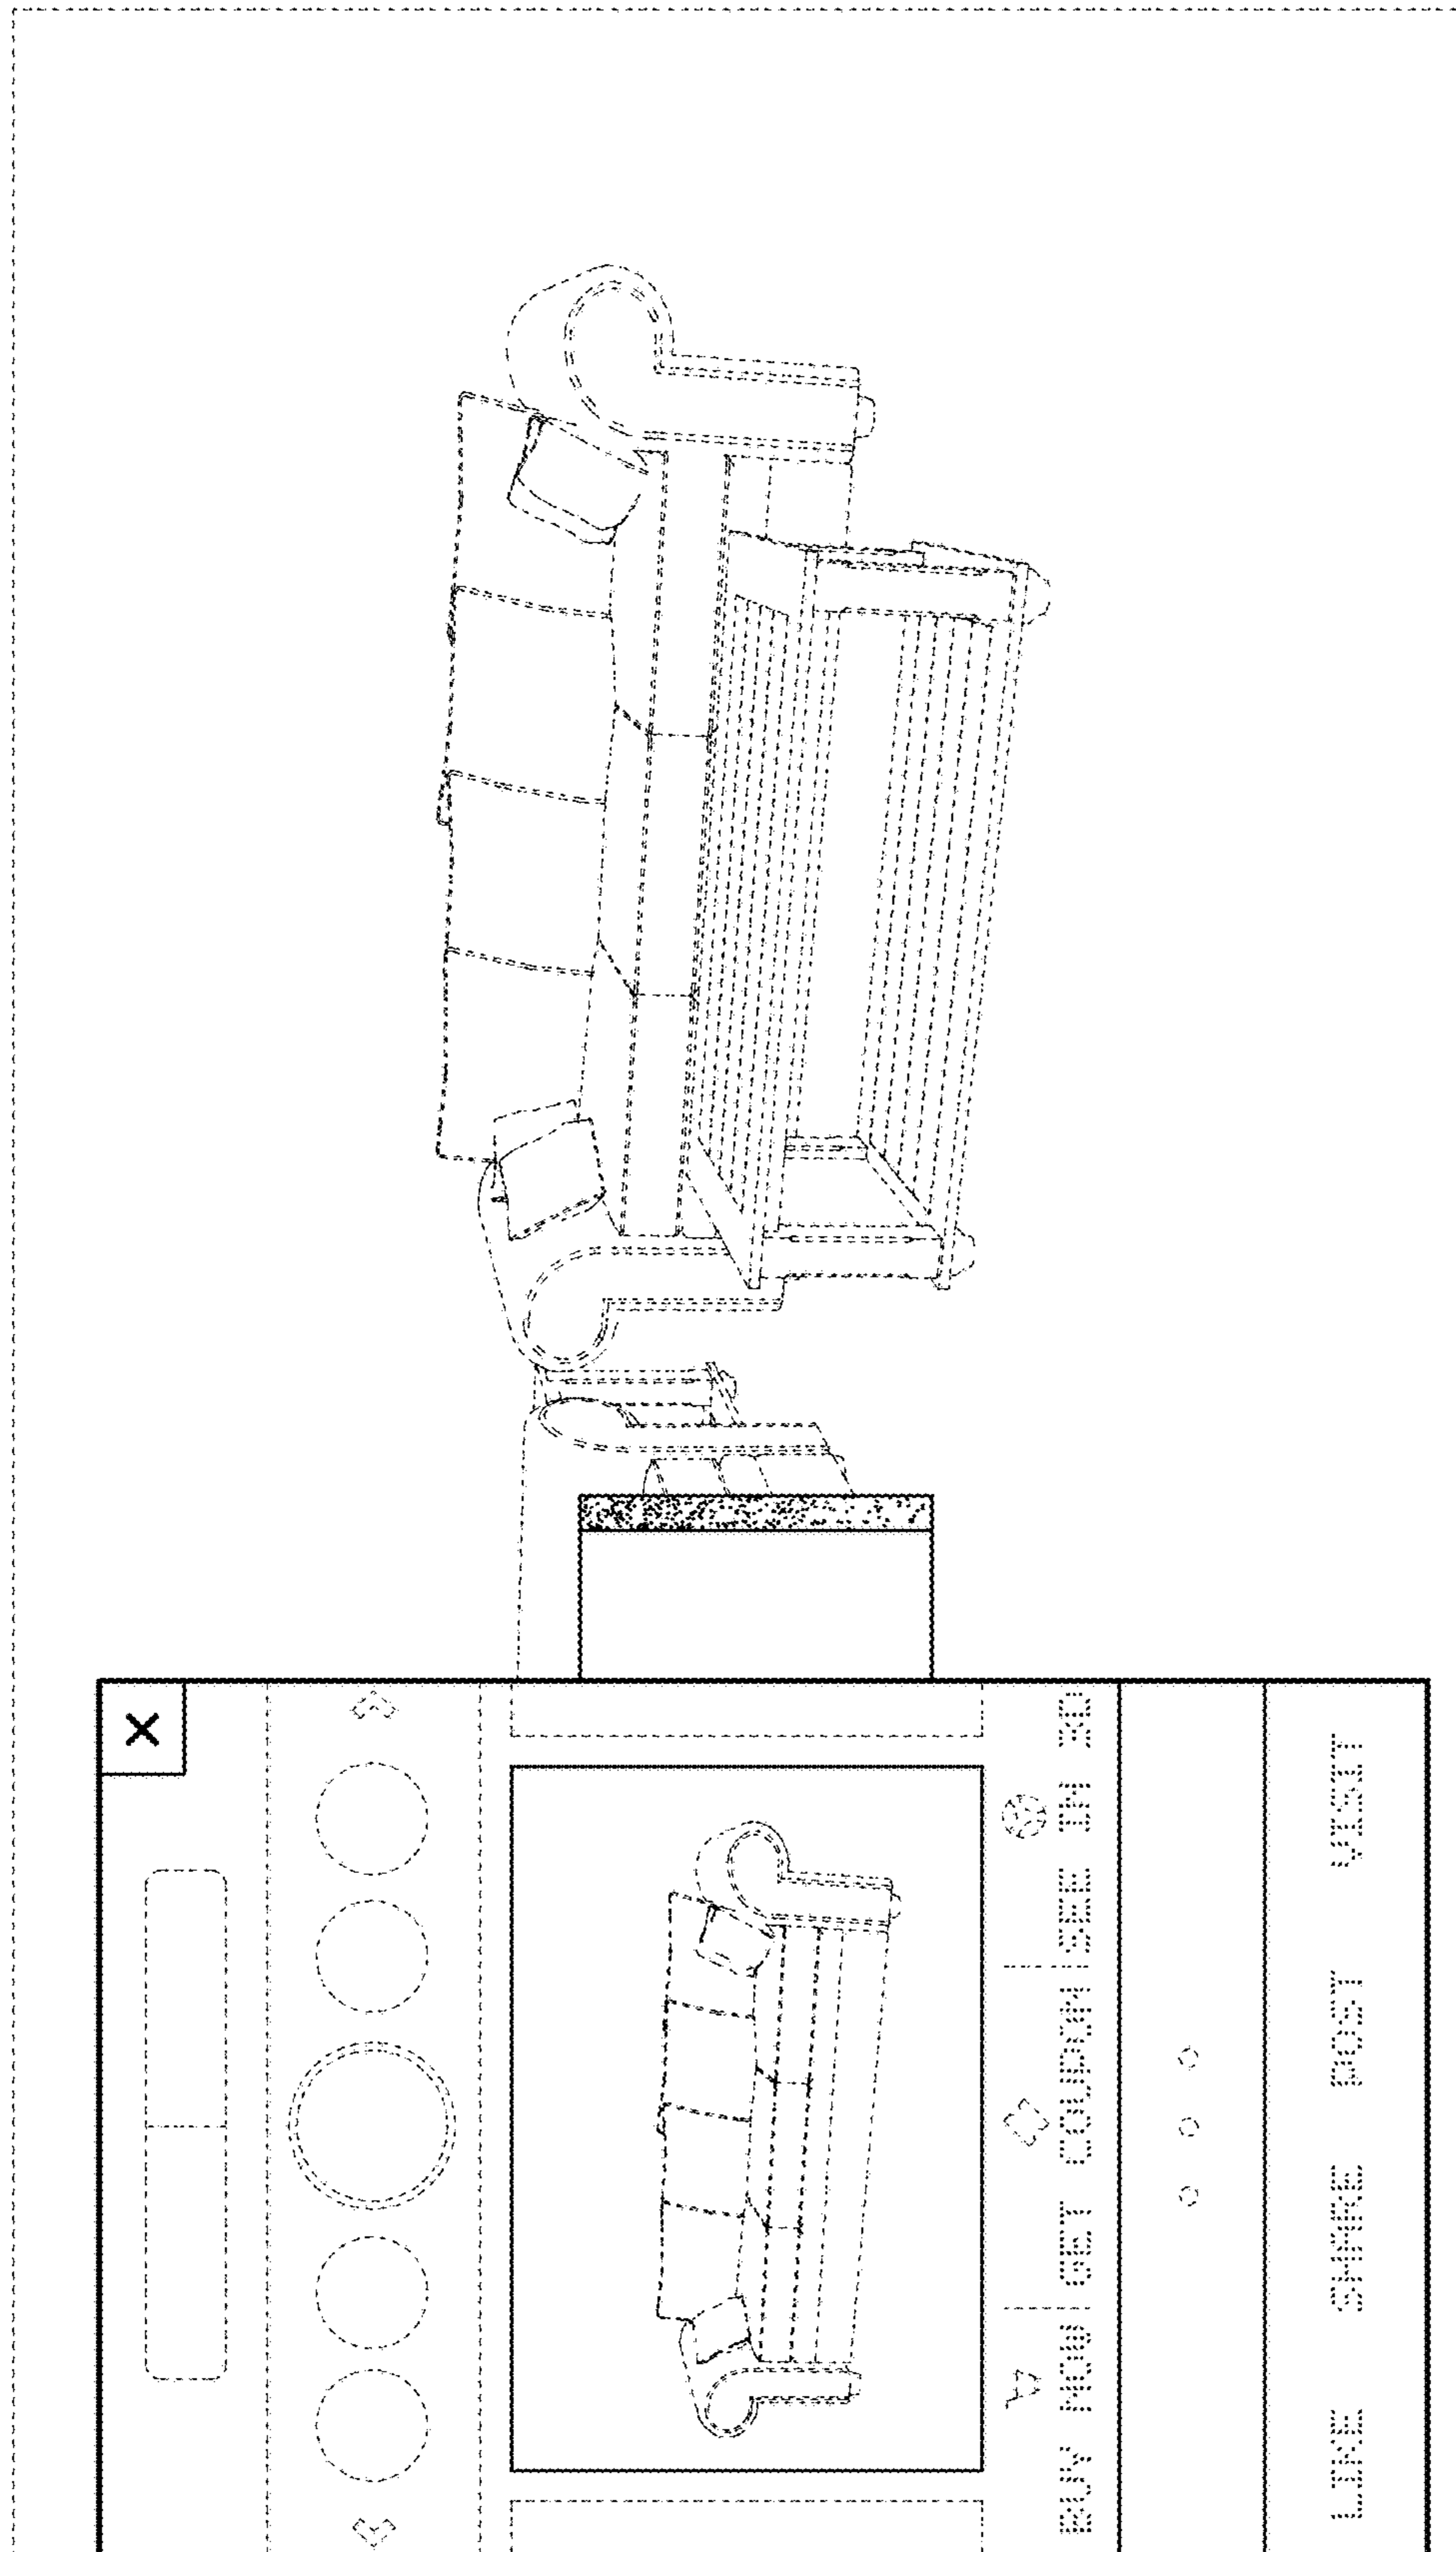 ×
BUY NOW
GET COUPON
SEE IN 3D
LIKE
SHARE
POST
VISIT